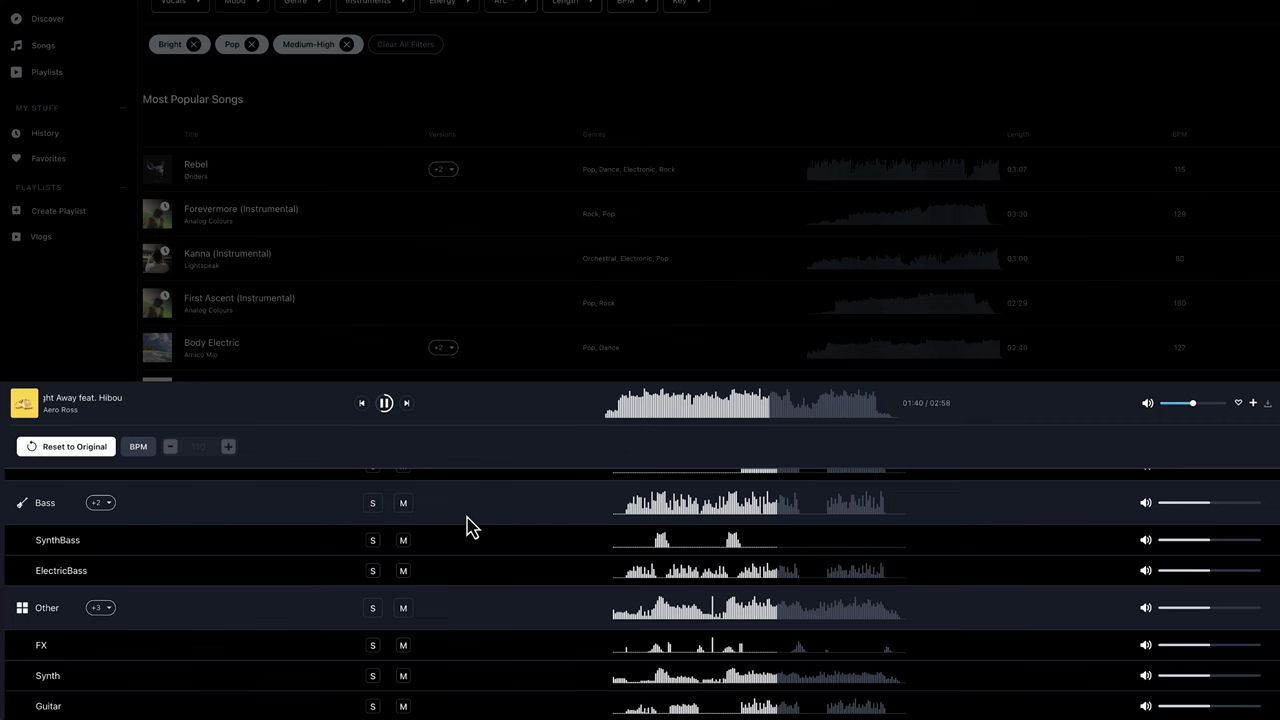 Vocals Mood Genre Instruments Energy Arc Length BPM Key
Discover
Songs
Playlists
MY STUFF
History
Favorites
PLAYLISTS
Create Playlist
Vlogs
Bright Pop Medium-High Clear All Filters
Most Popular Songs
Title Versions Genres Length BPM
Rebel
Ønders
+2 Pop, Dance, Electronic, Rock 03:07 115
Forevermore (Instrumental)
Analog Colours
Rock, Pop 03:30 129
Kanna (Instrumental)
Lightspeak
Orchestral, Electronic, Pop 03:00 80
First Ascent (Instrumental)
Analog Colours
Pop, Rock 02:29 180
Body Electric
Amico Mio
+2 Pop, Dance 02:40 127
ght Away feat. Hibou
Aero Ross
01:40 / 02:58
Reset to Original BPM - 110 +
Bass +2 S M
SynthBass S M
ElectricBass S M
Other +3 S M
FX S M
Synth S M
Guitar S M